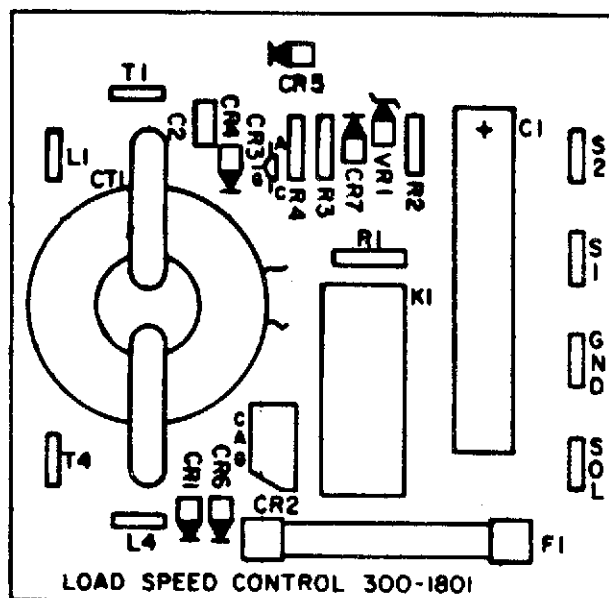 CR5
T1
C2
CR4
CR3
A
G
C
R4
R3
CR7
VR1
R2
+
C1
S2
L1
CT1
R1
S1
K1
GND
CAG
T4
SOL
CR1
CR6
CR2
L4
F1
LOAD SPEED CONTROL 300-1801